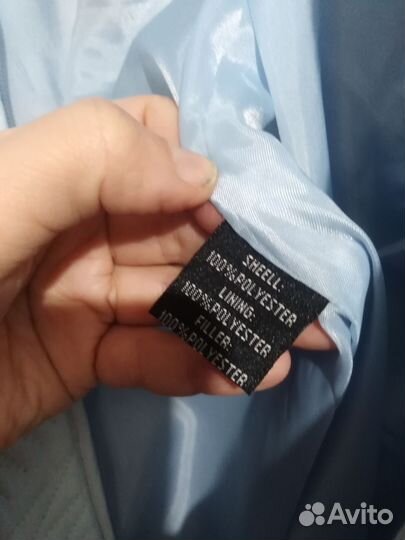 SHEELL:
100%POLYESTER
LINING:
100%POLYESTER
FILLER:
100%POLYESTER
Avito